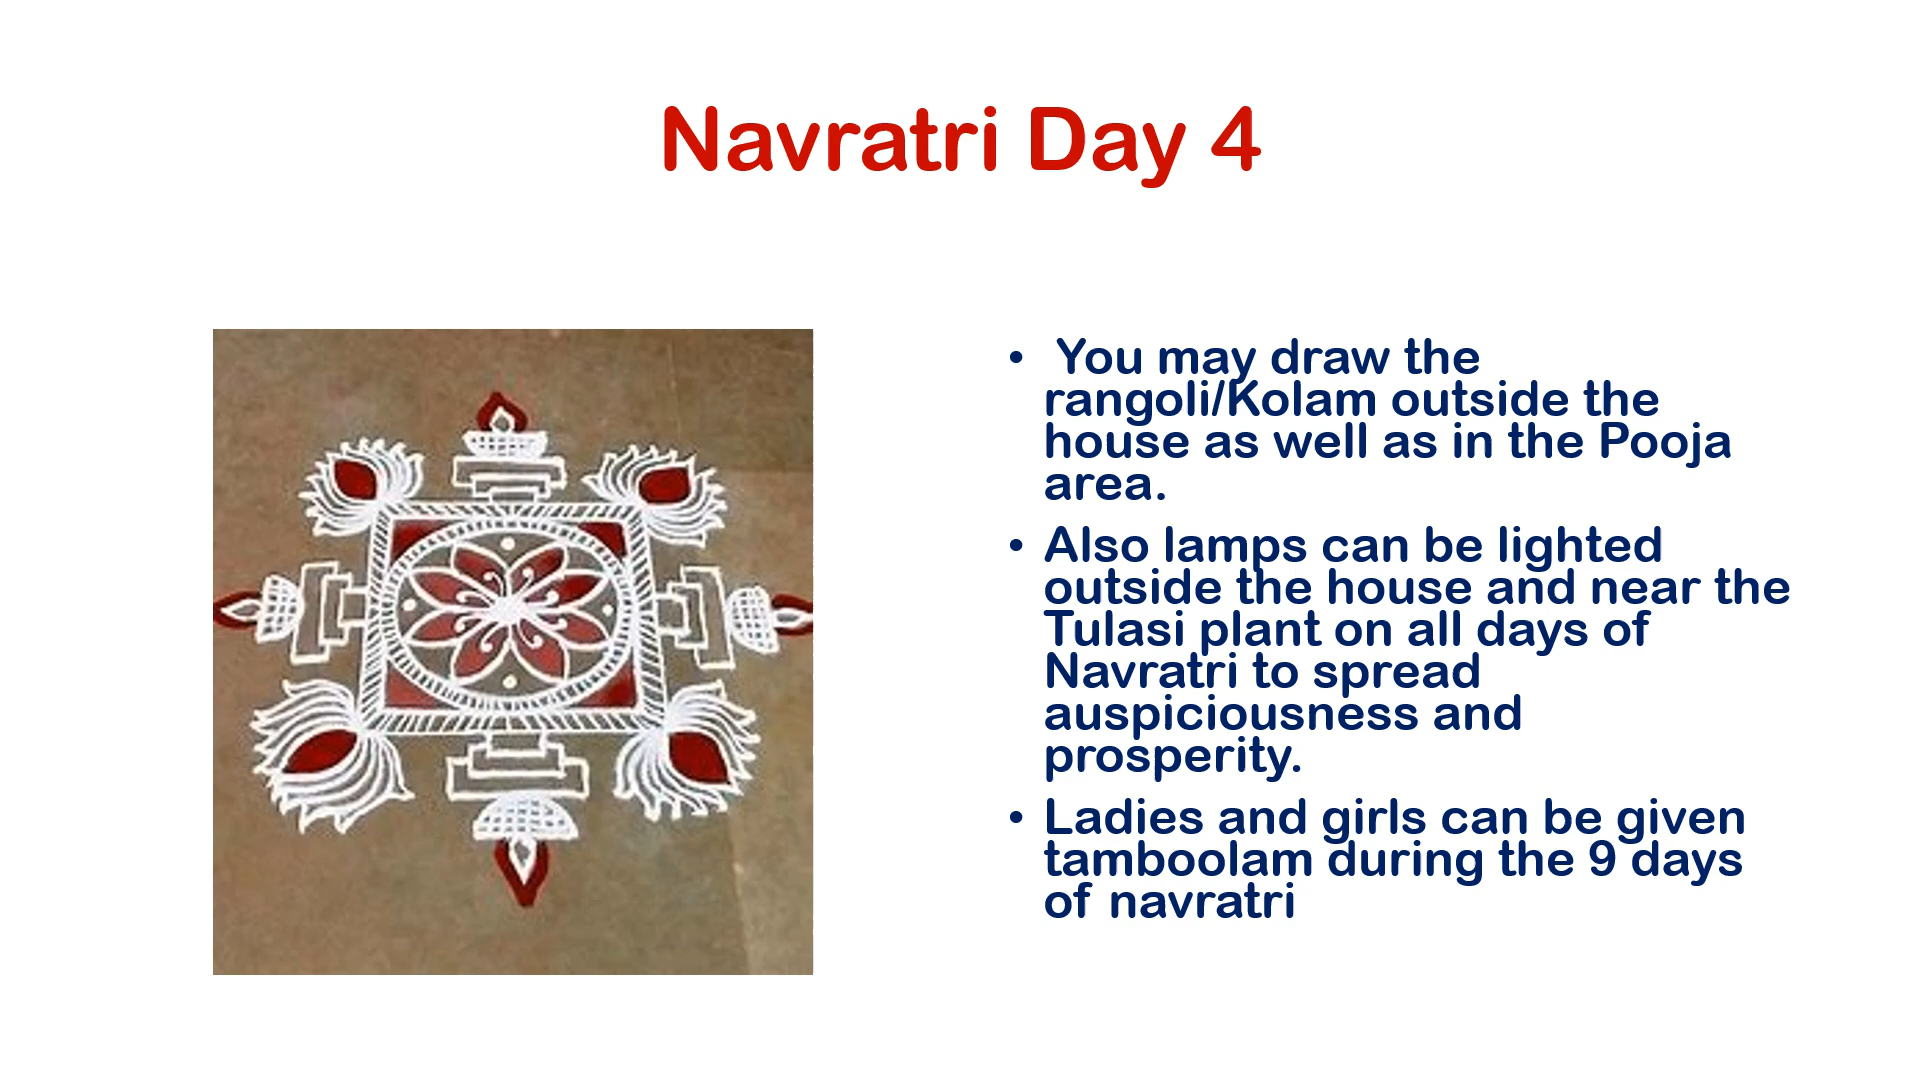 Navratri Day 4
• You may draw the
rangoli/Kolam outside the
house as well as in the Pooja
area.
• Also lamps can be lighted
outside the house and near the
Tulasi plant on all days of
Navratri to spread
auspiciousness and
prosperity.
• Ladies and girls can be given
tamboolam during the 9 days
of navratri